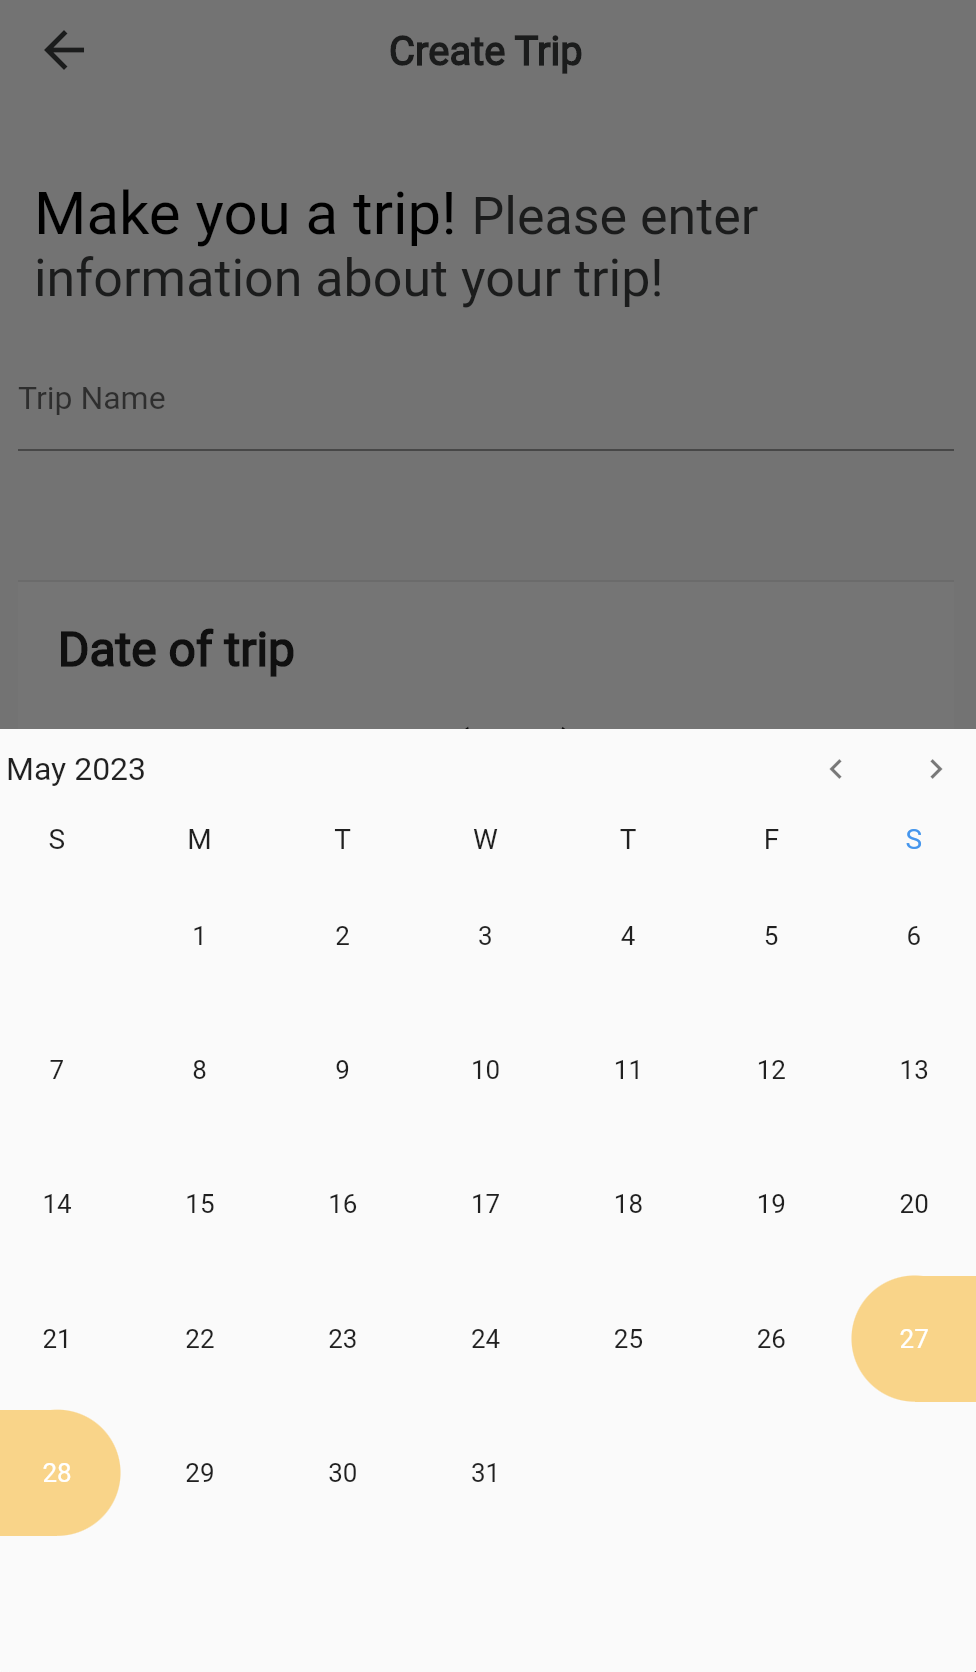 Create Trip
Make you a trip! Please enter
information about your trip!
Trip Name
Date of trip
May 2023
S M T W T F S
1 2 3 4 5 6
7 8 9 10 11 12 13
14 15 16 17 18 19 20
21 22 23 24 25 26 27
28 29 30 31